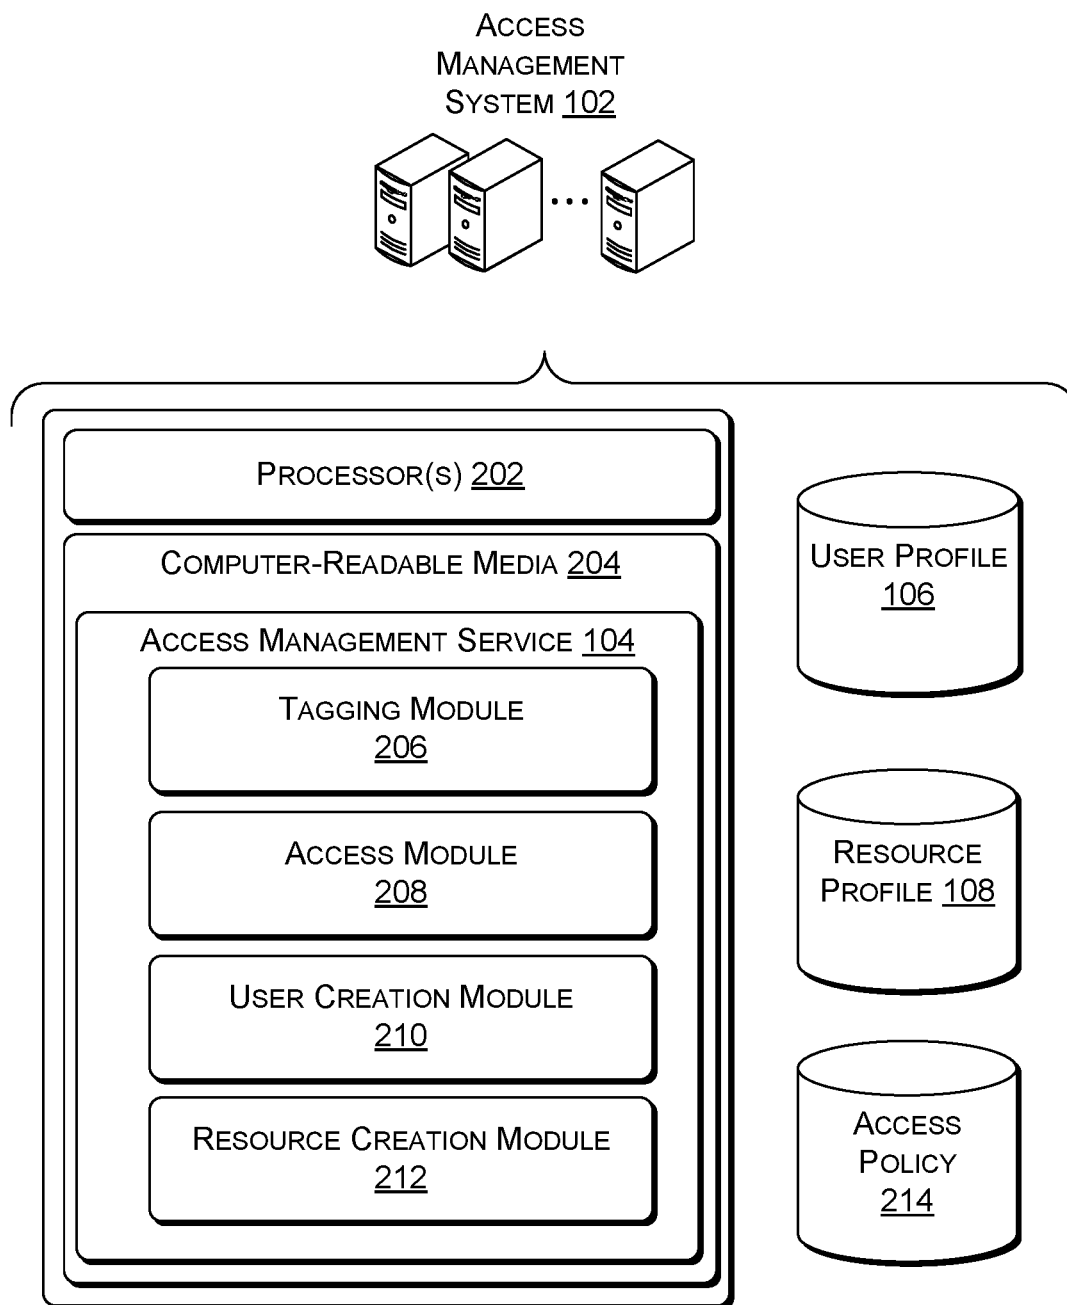 ACCESS
MANAGEMENT
SYSTEM 102
PROCESSOR(S) 202
COMPUTER-READABLE MEDIA 204
ACCESS MANAGEMENT SERVICE 104
TAGGING MODULE
206
ACCESS MODULE
208
USER CREATION MODULE
210
RESOURCE CREATION MODULE
212
USER PROFILE
106
RESOURCE
PROFILE 108
ACCESS
POLICY
214